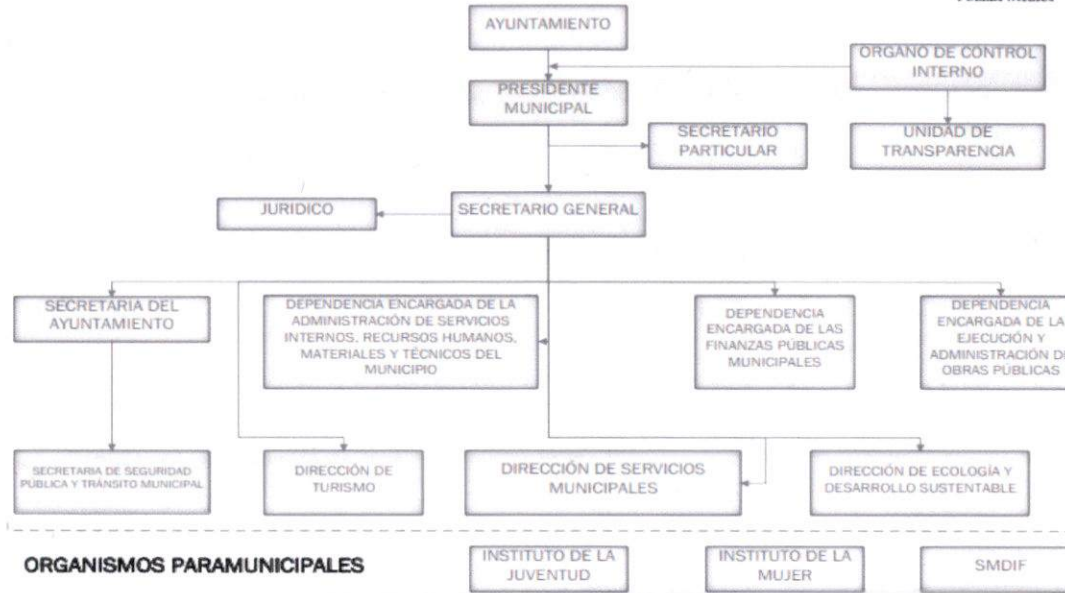 AYUNTAMIENTO
ORGANO DE CONTROL
INTERNO
PRESIDENTE
MUNICIPAL
SECRETARIO
PARTICULAR
UNIDAD DE
TRANSPARENCIA
JURIDICO
SECRETARIO GENERAL
SECRETARIA DEL
AYUNTAMIENTO
DEPENDENCIA ENCARGADA DE LA
ADMINISTRACIÓN DE SERVICIOS
INTERNOS, RECURSOS HUMANOS,
MATERIALES Y TÉCNICOS DEL
MUNICIPIO
DEPENDENCIA
ENCARGADA DE LAS
FINANZAS PÚBLICAS
MUNICIPALES
DEPENDENCIA
ENCARGADA DE LA
EJECUCIÓN Y
ADMINISTRACIÓN DE
OBRAS PÚBLICAS
SECRETARIA DE SEGURIDAD
PÚBLICA Y TRÁNSITO MUNICIPAL
DIRECCIÓN DE
TURISMO
DIRECCIÓN DE SERVICIOS
MUNICIPALES
DIRECCIÓN DE ECOLOGÍA Y
DESARROLLO SUSTENTABLE
ORGANISMOS PARAMUNICIPALES
INSTITUTO DE LA
JUVENTUD
INSTITUTO DE LA
MUJER
SMDIF